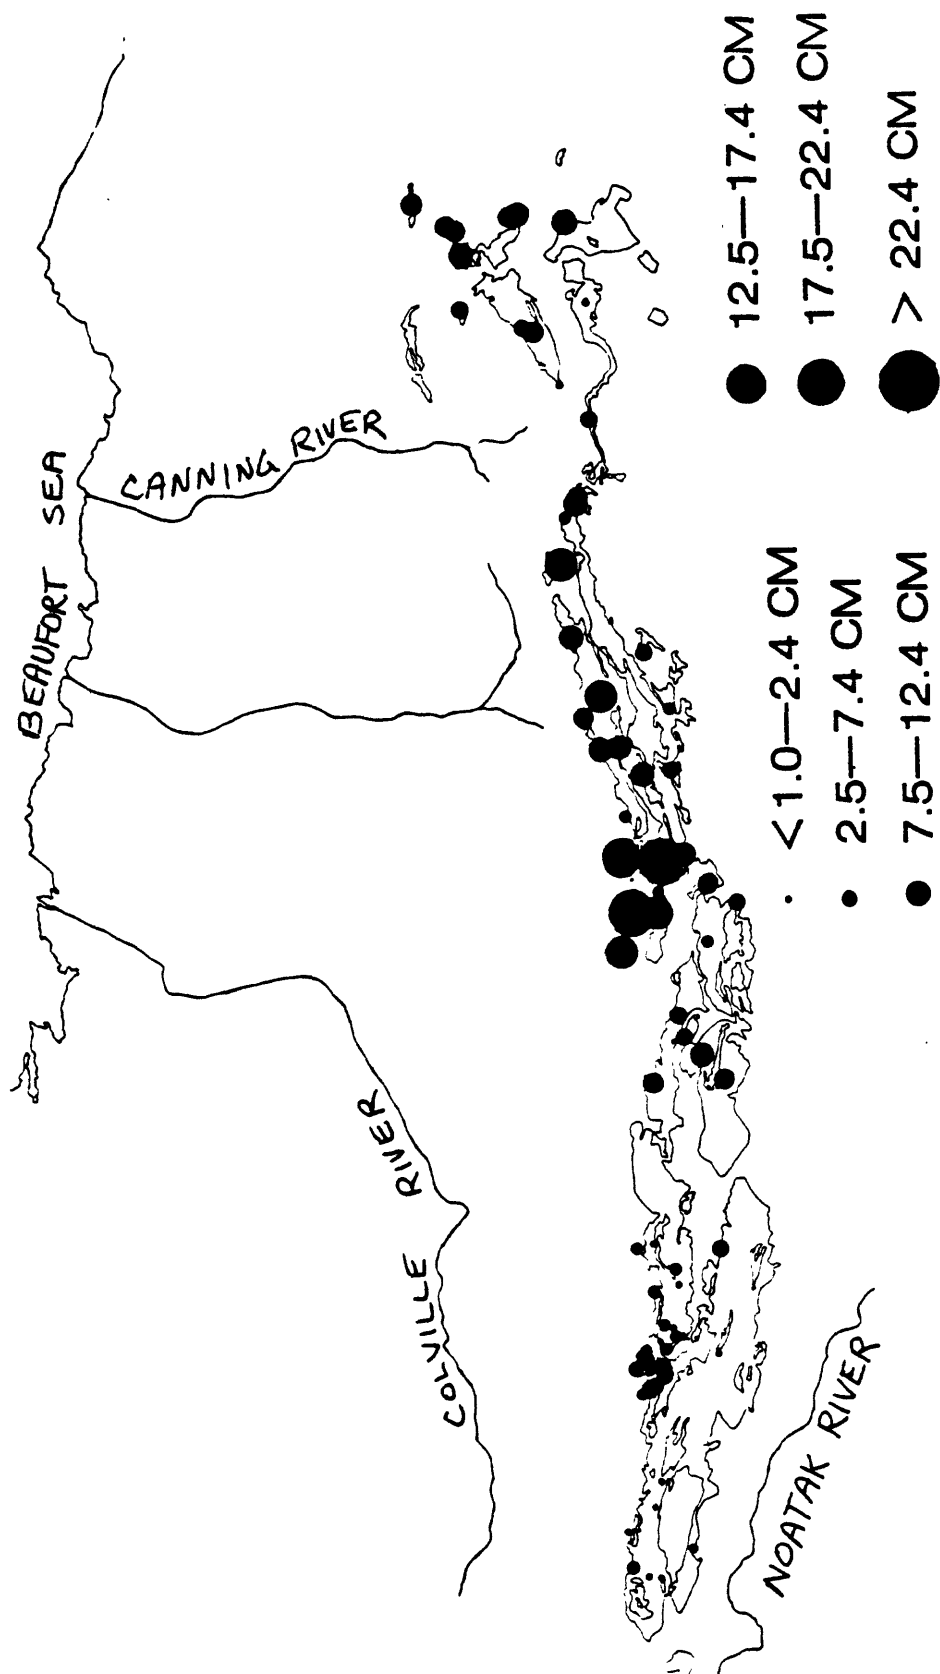 BEAUFORT SEA
CANNING RIVER
COLVILLE RIVER
NOATAK RIVER
<1.0—2.4 CM
2.5—7.4 CM
7.5—12.4 CM
12.5—17.4 CM
17.5—22.4 CM
> 22.4 CM